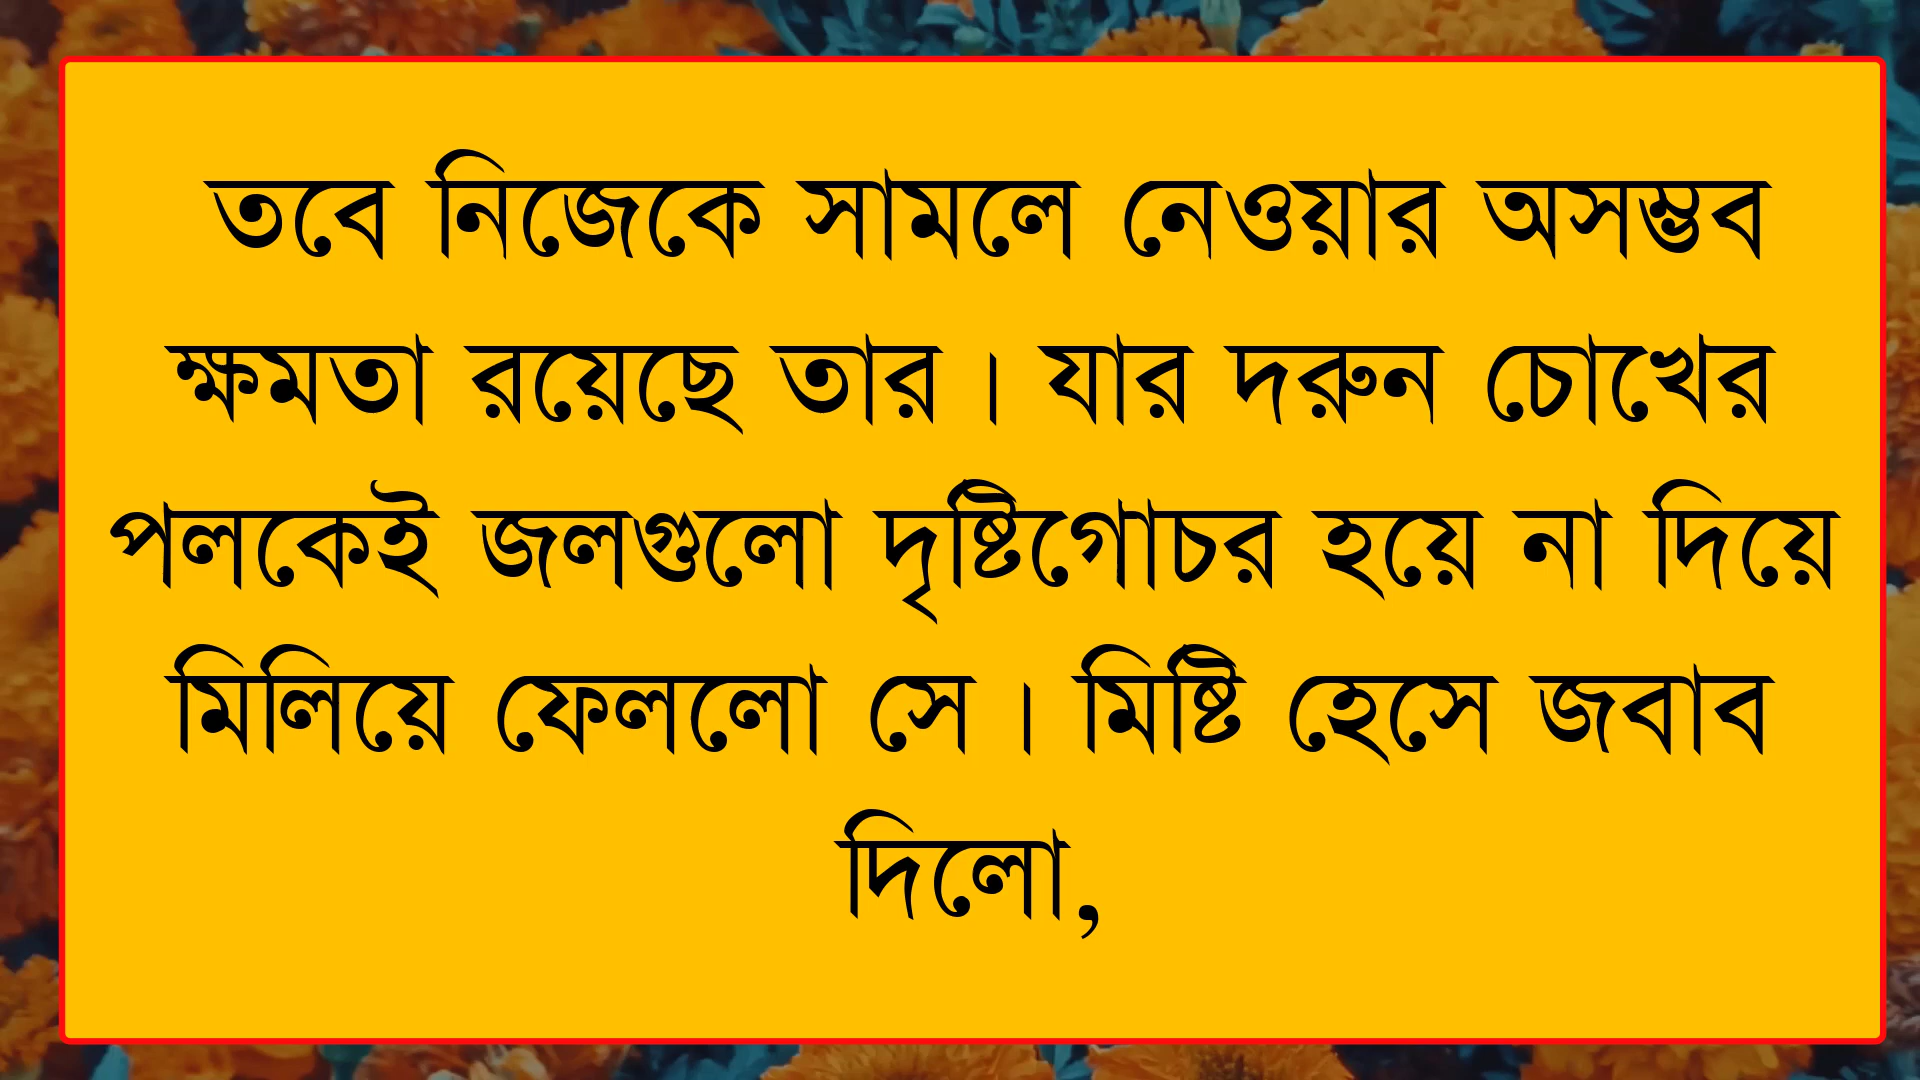 তবে নিজেকে সামলে নেওয়ার অসম্ভব
ক্ষমতা রয়েছে তার। যার দরুন চোখের
পলকেই জলগুলো দৃষ্টিগোচর হয়ে না দিয়ে
মিলিয়ে ফেললো সে। মিষ্টি হেসে জবাব
দিলো,